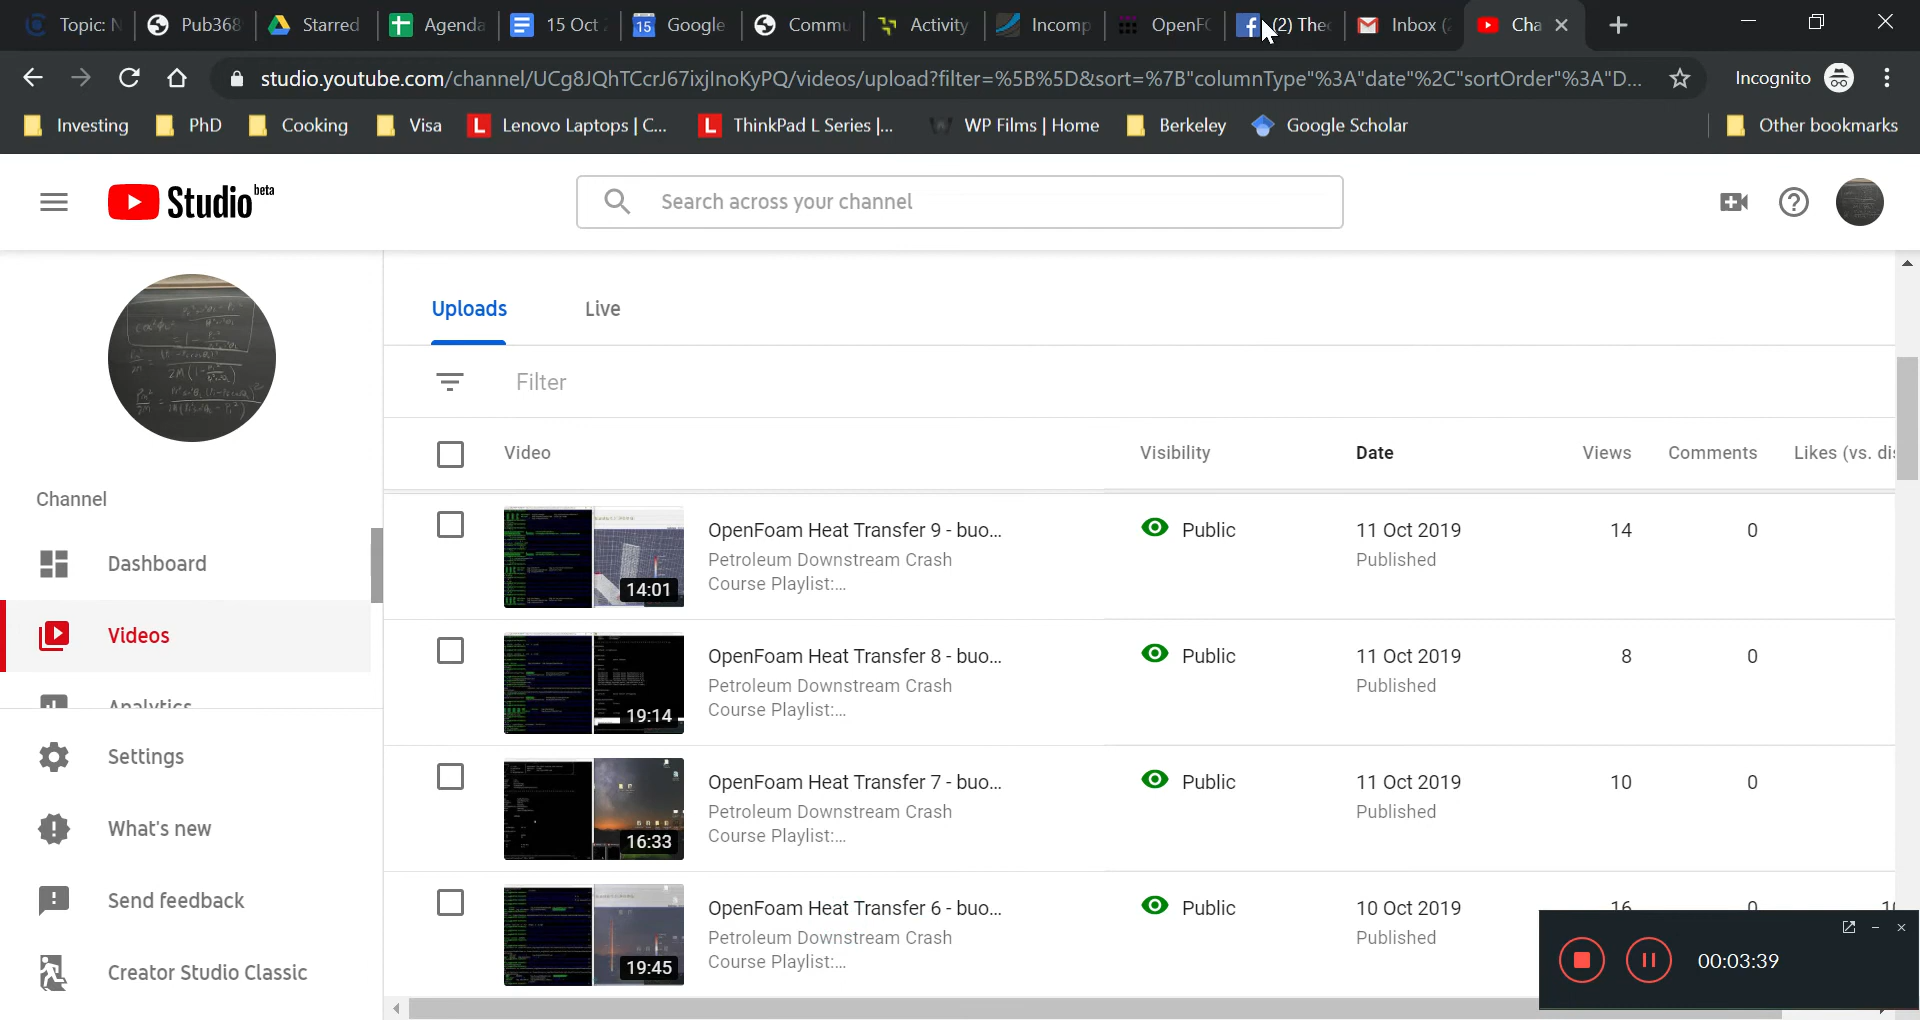 Topic: N
Pub368
Starred
Agenda
15 Oct
Google
Commu
Activity
Incomp
OpenFC
(2) Theo
Inbox (
Cha
studio.youtube.com/channel/UCg8JQhTCcrJ67ixjlnoKyPQ/videos/upload?filter=%5B%5D&sort=%7B"columnType"%3A"date"%2C"sortOrder"%3A"D...
Incognito
Investing
PhD
Cooking
Visa
Lenovo Laptops | C...
ThinkPad L Series |...
WP Films | Home
Berkeley
Google Scholar
Other bookmarks
Studio beta
Search across your channel
Uploads Live
Filter
Video Visibility Date Views Comments Likes (vs. di
Channel
Dashboard
Videos
Analytics
Settings
What's new
Send feedback
Creator Studio Classic
14:01
OpenFoam Heat Transfer 9 - buo...
Petroleum Downstream Crash
Course Playlist:...
Public
11 Oct 2019
Published
14
0
19:14
OpenFoam Heat Transfer 8 - buo...
Petroleum Downstream Crash
Course Playlist:...
Public
11 Oct 2019
Published
8
0
16:33
OpenFoam Heat Transfer 7 - buo...
Petroleum Downstream Crash
Course Playlist:...
Public
11 Oct 2019
Published
10
0
19:45
OpenFoam Heat Transfer 6 - buo...
Petroleum Downstream Crash
Course Playlist:...
Public
10 Oct 2019
Published
16
0
00:03:39